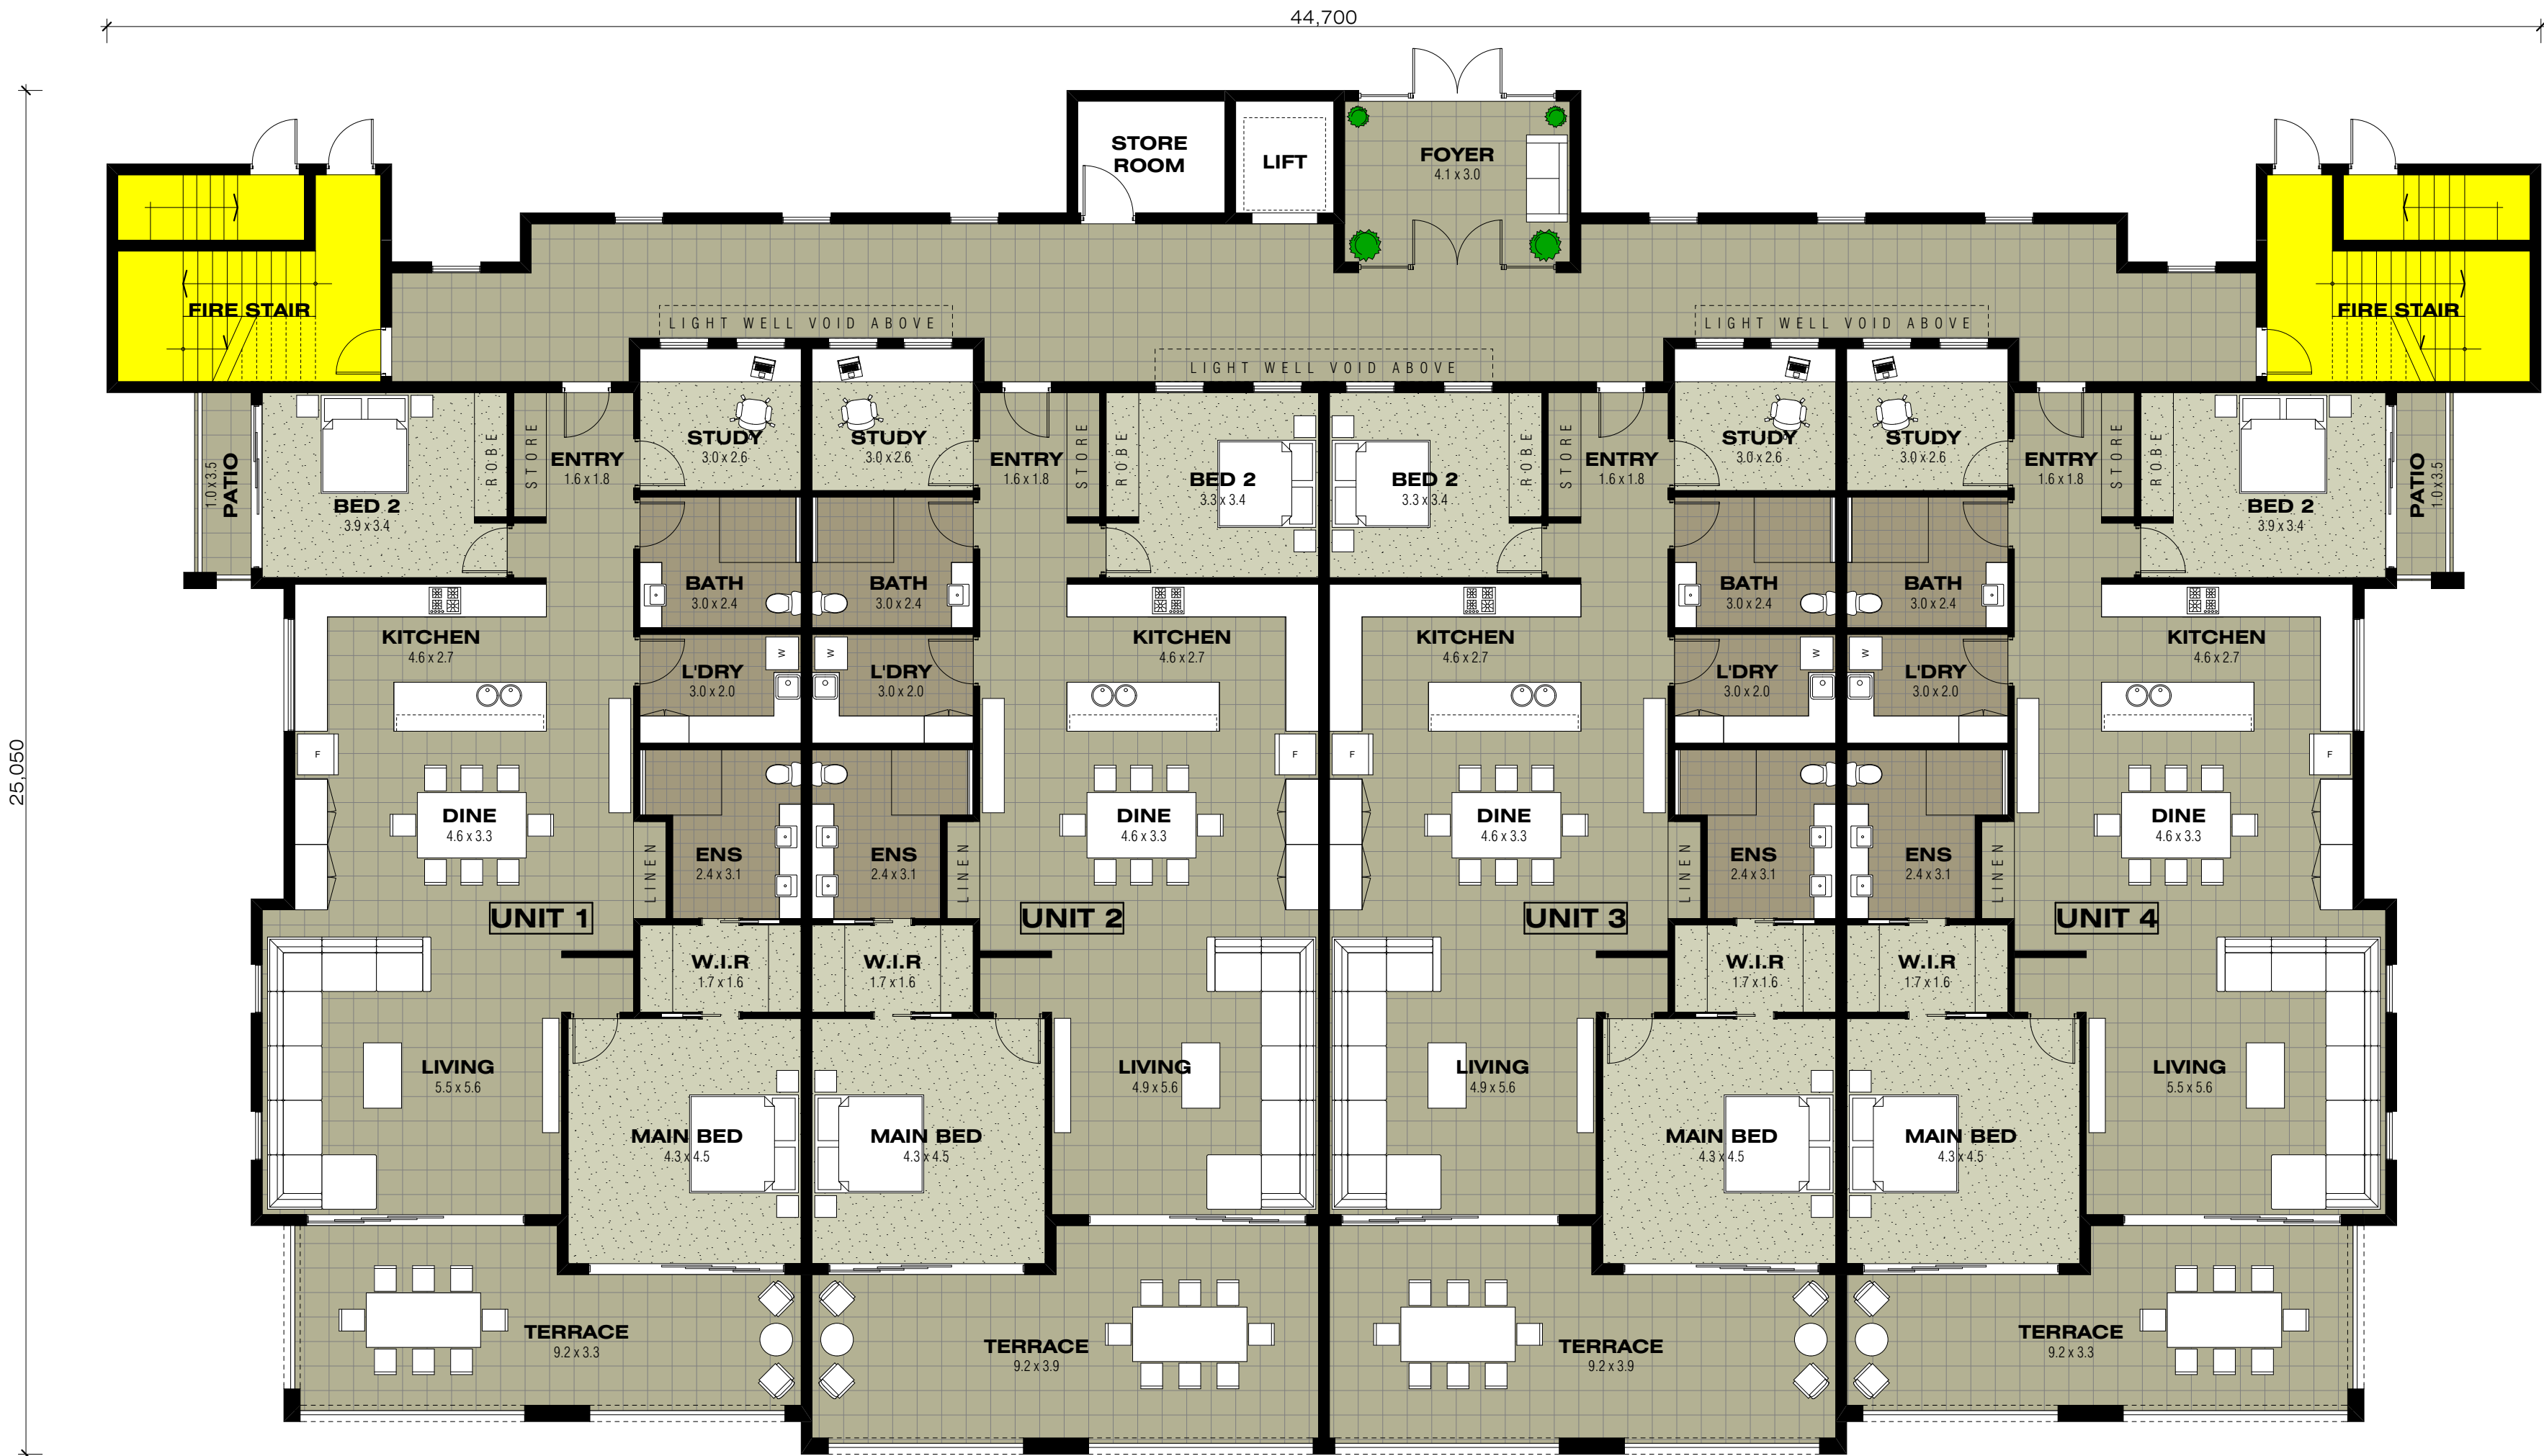 44,700
25,050
STORE
ROOM
LIFT
FOYER
4.1 x 3.0
FIRE STAIR
FIRE STAIR
LIGHT WELL VOID ABOVE
LIGHT WELL VOID ABOVE
LIGHT WELL VOID ABOVE
PATIO
1.0 x 3.5
BED 2
3.9 x 3.4
ROBE
STORE
ENTRY
1.6 x 1.8
STUDY
3.0 x 2.6
STUDY
3.0 x 2.6
ENTRY
1.6 x 1.8
STORE
ROBE
BED 2
3.3 x 3.4
BED 2
3.3 x 3.4
ROBE
STORE
ENTRY
1.6 x 1.8
STUDY
3.0 x 2.6
STUDY
3.0 x 2.6
ENTRY
1.6 x 1.8
STORE
ROBE
BED 2
3.9 x 3.4
PATIO
1.0 x 3.5
BATH
3.0 x 2.4
BATH
3.0 x 2.4
BATH
3.0 x 2.4
BATH
3.0 x 2.4
KITCHEN
4.6 x 2.7
KITCHEN
4.6 x 2.7
KITCHEN
4.6 x 2.7
KITCHEN
4.6 x 2.7
W
W
W
W
L'DRY
3.0 x 2.0
L'DRY
3.0 x 2.0
L'DRY
3.0 x 2.0
L'DRY
3.0 x 2.0
F
F
F
F
DINE
4.6 x 3.3
DINE
4.6 x 3.3
DINE
4.6 x 3.3
DINE
4.6 x 3.3
LINEN
ENS
2.4 x 3.1
ENS
2.4 x 3.1
LINEN
LINEN
ENS
2.4 x 3.1
ENS
2.4 x 3.1
LINEN
UNIT 1
UNIT 2
UNIT 3
UNIT 4
W.I.R
1.7 x 1.6
W.I.R
1.7 x 1.6
W.I.R
1.7 x 1.6
W.I.R
1.7 x 1.6
LIVING
5.5 x 5.6
LIVING
4.9 x 5.6
LIVING
4.9 x 5.6
LIVING
5.5 x 5.6
MAIN BED
4.3 x 4.5
MAIN BED
4.3 x 4.5
MAIN BED
4.3 x 4.5
MAIN BED
4.3 x 4.5
TERRACE
9.2 x 3.3
TERRACE
9.2 x 3.9
TERRACE
9.2 x 3.9
TERRACE
9.2 x 3.3